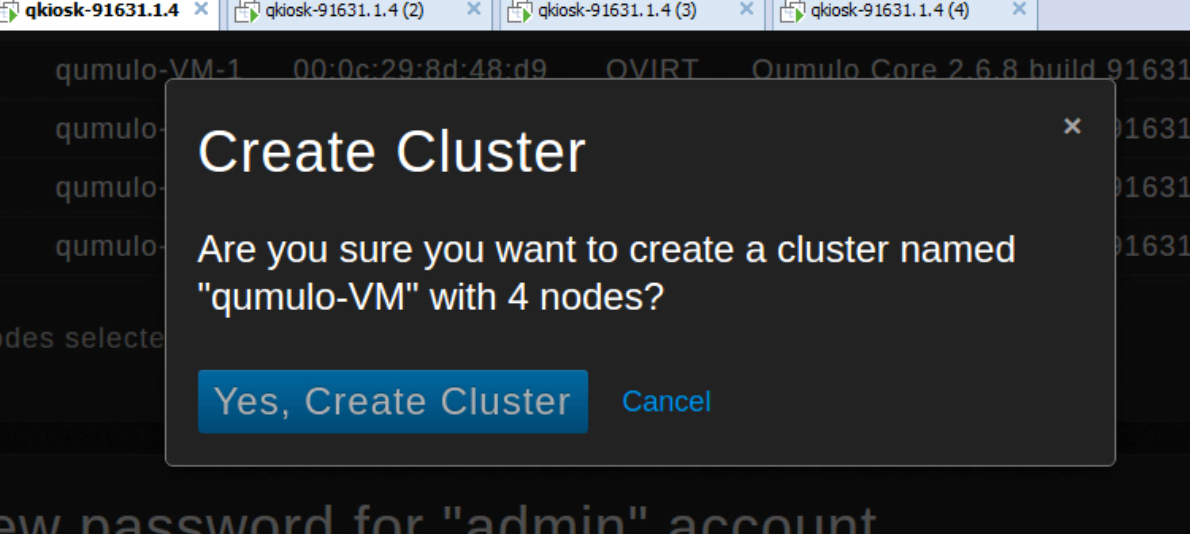 qkiosk-91631.1.4 qkiosk-91631.1.4 (2) qkiosk-91631.1.4 (3) qkiosk-91631.1.4 (4)
qumulo-VM-1 00:0c:29:8d:48:d9 OVIRT Qumulo Core 2.6.8 build 91631
qumulo- 91631
qumulo- 91631
qumulo- 91631
Create Cluster ×
Are you sure you want to create a cluster named
"qumulo-VM" with 4 nodes?
odes selecte
Yes, Create Cluster Cancel
ew password for "admin" account